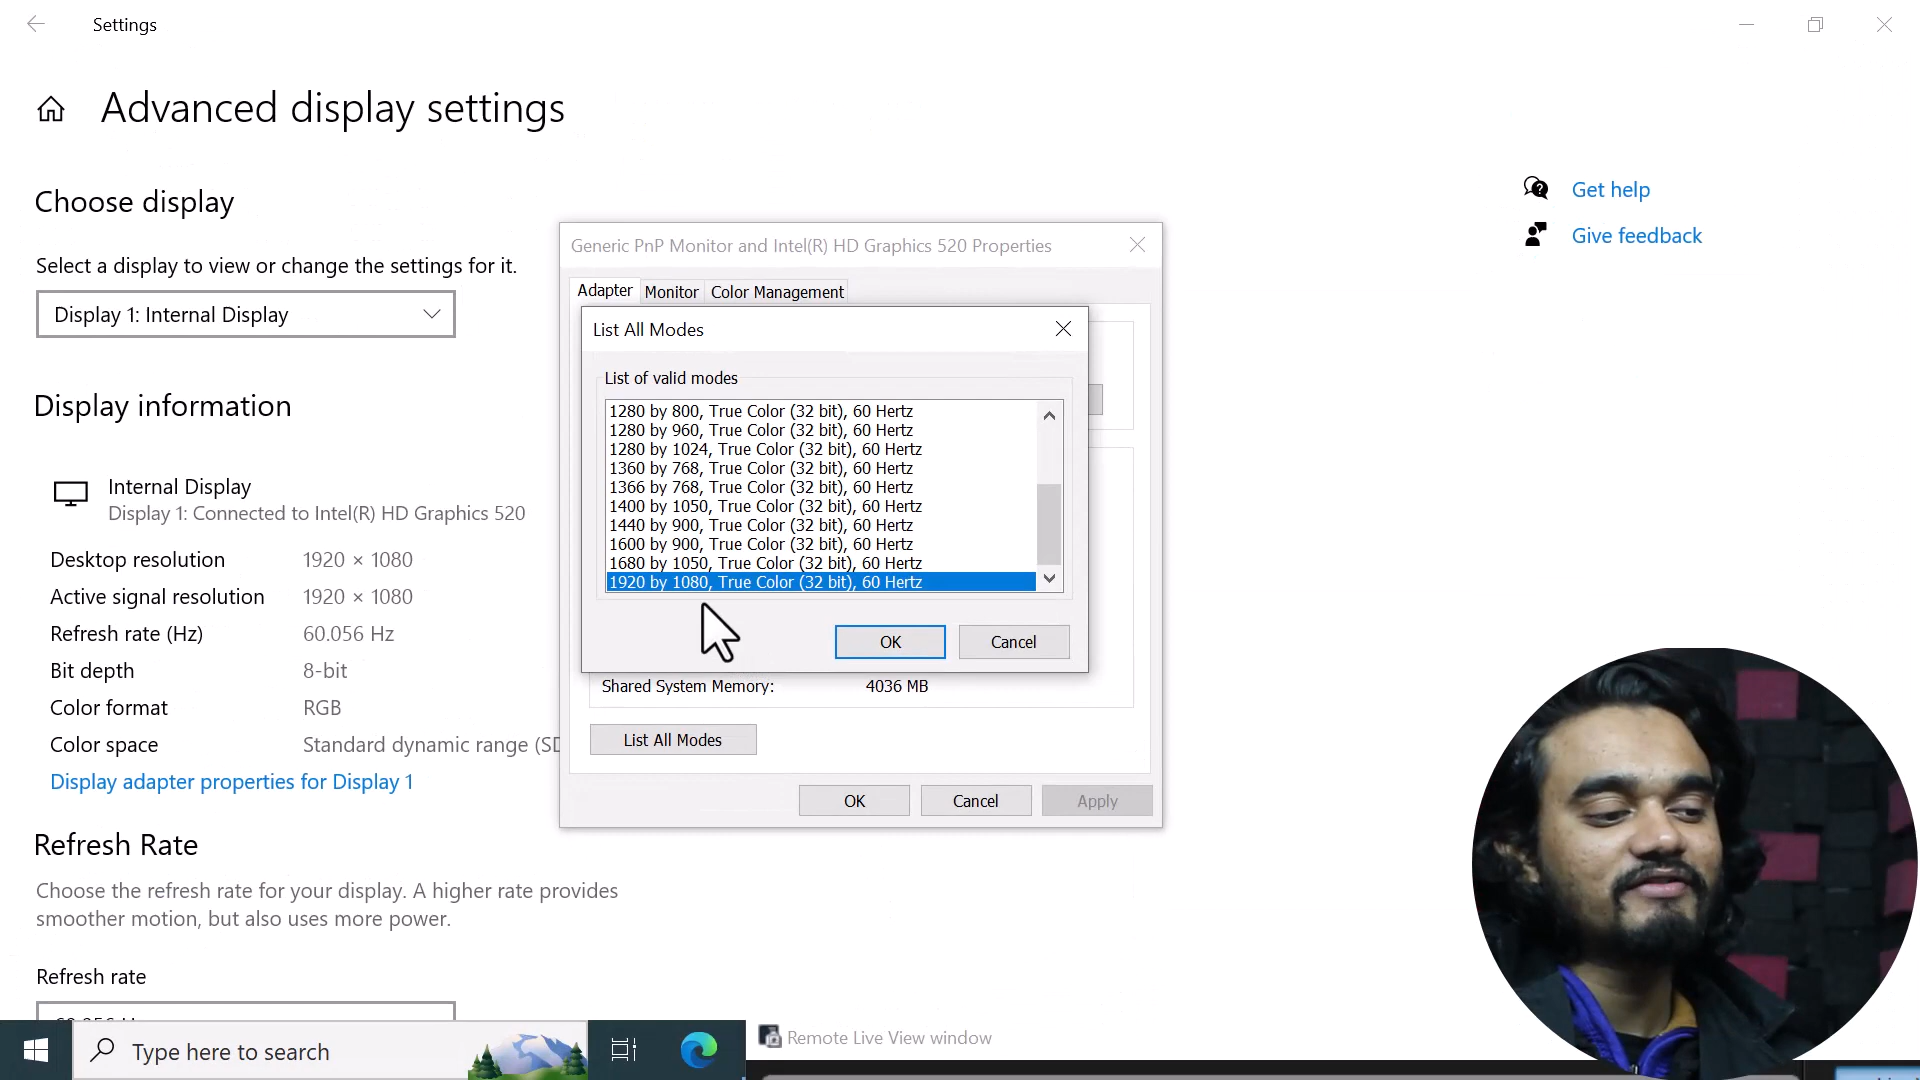 Settings
Advanced display settings
Choose display
Select a display to view or change the settings for it.
Display 1: Internal Display
Display information
Internal Display
Display 1: Connected to Intel(R) HD Graphics 520
Desktop resolution 1920 × 1080
Active signal resolution 1920 × 1080
Refresh rate (Hz) 60.056 Hz
Bit depth 8-bit
Color format RGB
Color space Standard dynamic range (SD
Display adapter properties for Display 1
Refresh Rate
Choose the refresh rate for your display. A higher rate provides
smoother motion, but also uses more power.
Refresh rate
Get help
Give feedback
Generic PnP Monitor and Intel(R) HD Graphics 520 Properties
Adapter Monitor Color Management
List All Modes
List of valid modes
1280 by 800, True Color (32 bit), 60 Hertz
1280 by 960, True Color (32 bit), 60 Hertz
1280 by 1024, True Color (32 bit), 60 Hertz
1360 by 768, True Color (32 bit), 60 Hertz
1366 by 768, True Color (32 bit), 60 Hertz
1400 by 1050, True Color (32 bit), 60 Hertz
1440 by 900, True Color (32 bit), 60 Hertz
1600 by 900, True Color (32 bit), 60 Hertz
1680 by 1050, True Color (32 bit), 60 Hertz
1920 by 1080, True Color (32 bit), 60 Hertz
OK Cancel
Shared System Memory: 4036 MB
List All Modes
OK Cancel Apply
Type here to search
Remote Live View window